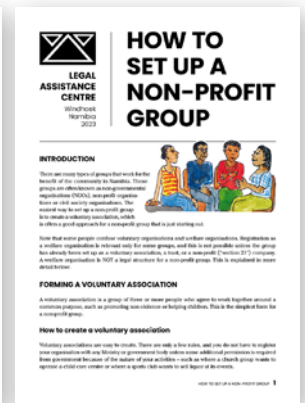 HOW TO
SET UP A
NON-PROFIT
GROUP
LEGAL
ASSISTANCE
CENTRE
Windhoek
Namibia
2023
INTRODUCTION
There are many types of groups that work for the
benefit of the community in Namibia. These
groups are often known as non-governmental
organisations (NGOs), non-profit organisa-
tions or civil society organisations. The
easiest way to set up a non-profit group
is to create a voluntary association, which
is often a good approach for a non-profit group that is just starting out.
Note that some people confuse voluntary organisations and welfare organisations. Registration as
a welfare organisation is relevant only for some groups, and this is not possible unless the group
has already been set up as a voluntary association, a trust, or a non-profit ("section 21") company.
A welfare organisation is NOT a legal structure for a non-profit group. This is explained in more
detail below.
FORMING A VOLUNTARY ASSOCIATION
A voluntary association is a group of three or more people who agree to work together around a
common purpose, such as promoting non-violence or helping children. This is the simplest form for
a non-profit group.
How to create a voluntary association
Voluntary associations are easy to create. There are only a few rules, and you do not have to register
your organisation with any Ministry or government body unless some additional permission is required
from government because of the nature of your activities – such as where a church group wants to
operate a child care centre or where a sports club wants to sell liquor at its events.
HOW TO SET UP A NON-PROFIT GROUP 1